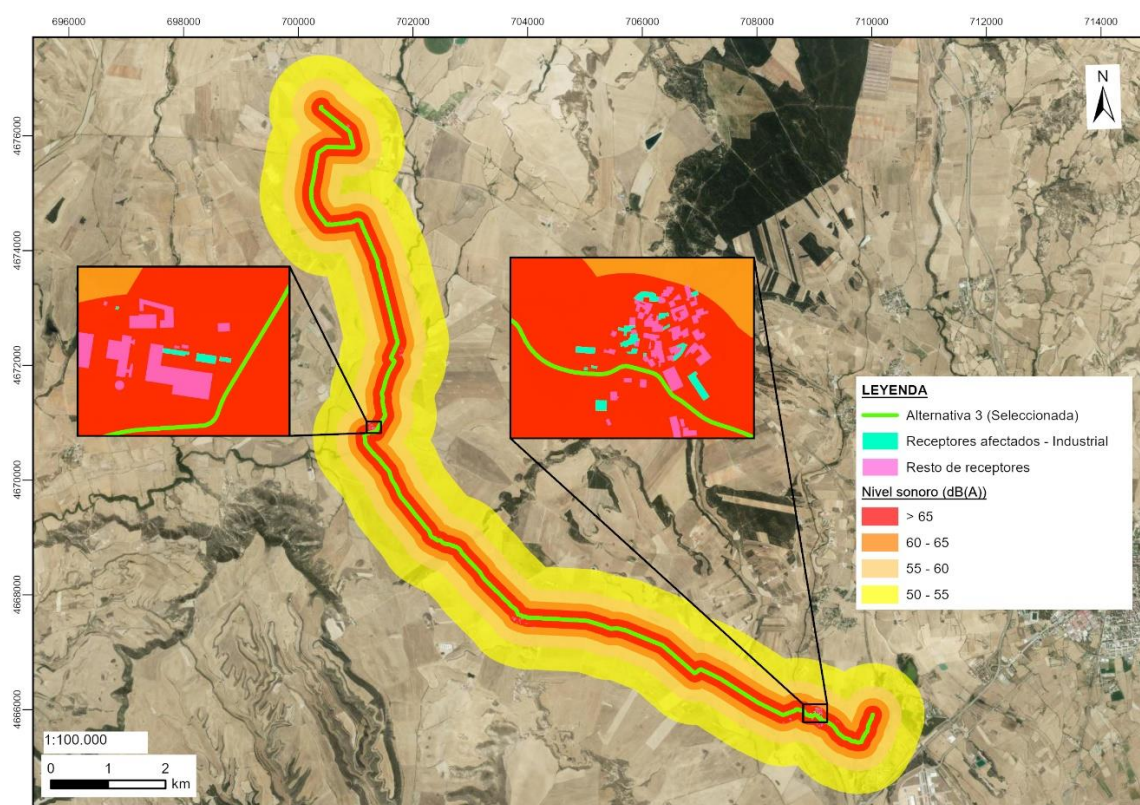 696000 698000 700000 702000 704000 706000 708000 710000 712000 714000
N
4676000
4674000
4672000
4670000
4668000
4666000
LEYENDA
Alternativa 3 (Seleccionada)
Receptores afectados - Industrial
Resto de receptores
Nivel sonoro (dB(A))
> 65
60 - 65
55 - 60
50 - 55
1:100.000
0 1 2
km